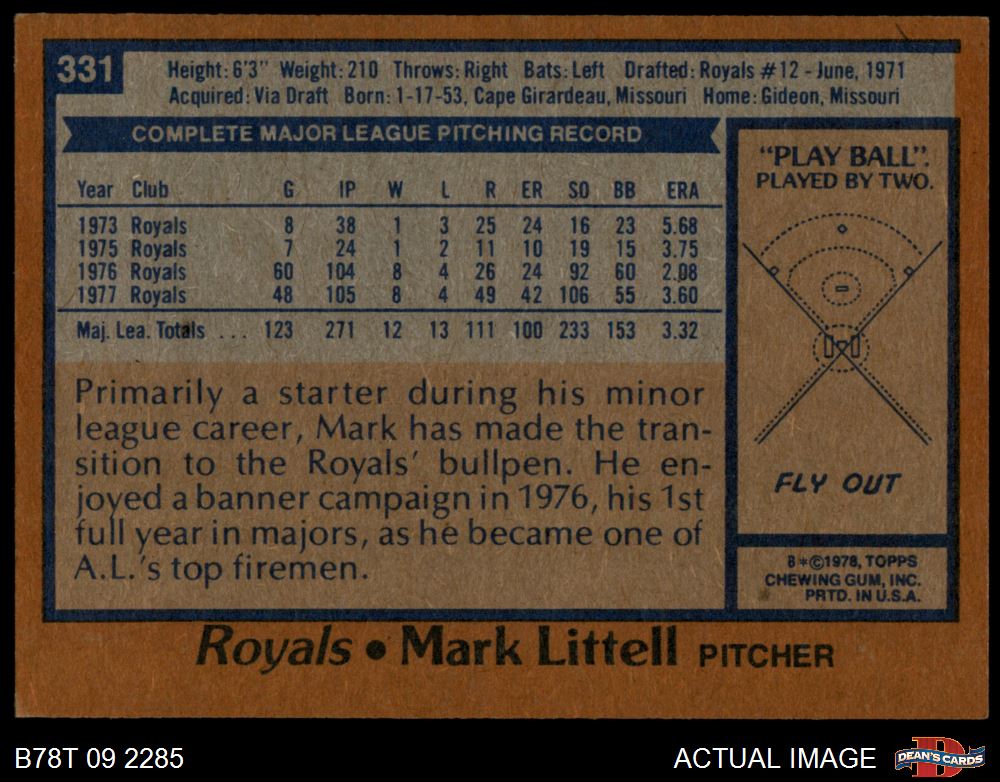 331
Height: 6'3" Weight: 210 Throws: Right Bats: Left Drafted: Royals #12 - June, 1971
Acquired: Via Draft Born: 1-17-53, Cape Girardeau, Missouri Home: Gideon, Missouri
COMPLETE MAJOR LEAGUE PITCHING RECORD
Year Club G IP W L R ER SO BB ERA
1973 Royals 8 38 1 3 25 24 16 23 5.68
1975 Royals 7 24 1 2 11 10 19 15 3.75
1976 Royals 60 104 8 4 26 24 92 60 2.08
1977 Royals 48 105 8 4 49 42 106 55 3.60
Maj. Lea. Totals ... 123 271 12 13 111 100 233 153 3.32
Primarily a starter during his minor
league career, Mark has made the tran-
sition to the Royals' bullpen. He en-
joyed a banner campaign in 1976, his 1st
full year in majors, as he became one of
A.L.'s top firemen.
"PLAY BALL".
PLAYED BY TWO.
FLY OUT
B*©1978, TOPPS
CHEWING GUM, INC.
PRTD. IN U.S.A.
Royals • Mark Littell PITCHER
B78T 09 2285
ACTUAL IMAGE
D
DEAN'S CARDS